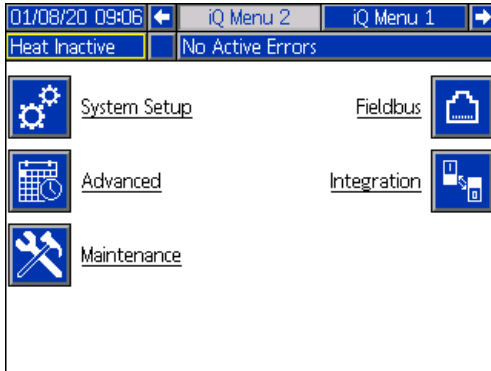 01/08/20 09:06 iQ Menu 2 iQ Menu 1
Heat Inactive No Active Errors
System Setup Fieldbus
Advanced Integration
Maintenance